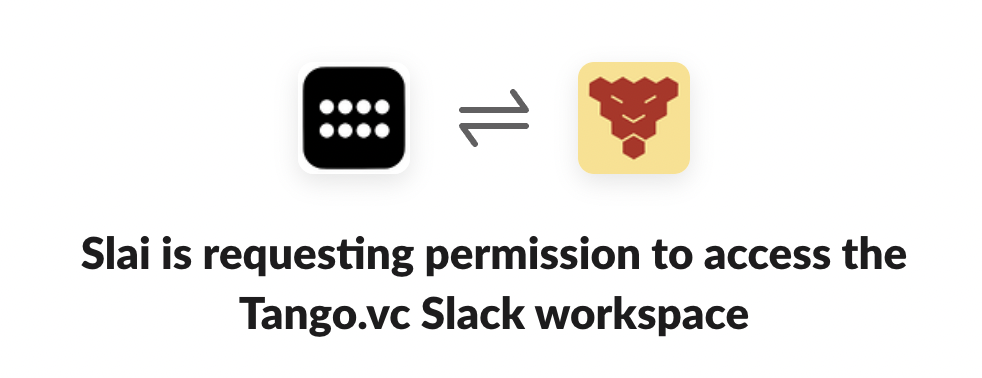 Slai is requesting permission to access the
Tango.vc Slack workspace